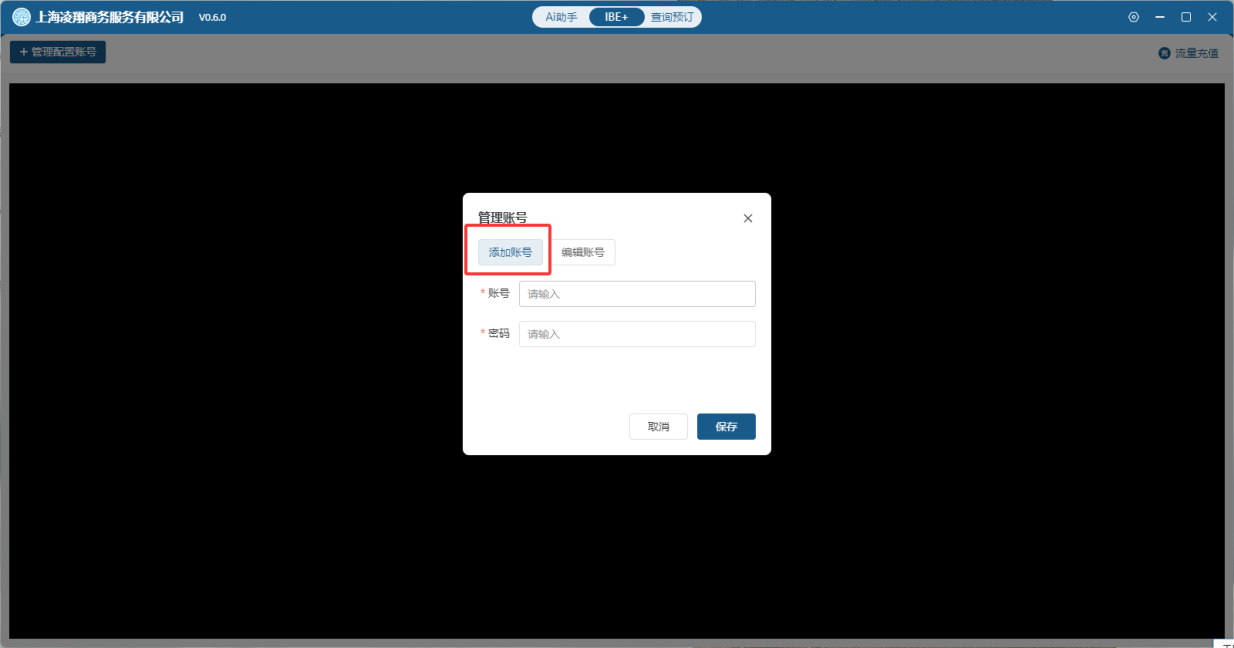 上海凌翔商务服务有限公司 V0.6.0 AI助手 IBE+ 查询预订
+ 管理配置账号 充 流量充值
管理账号
添加账号 编辑账号
* 账号 请输入
* 密码 请输入
取消 保存